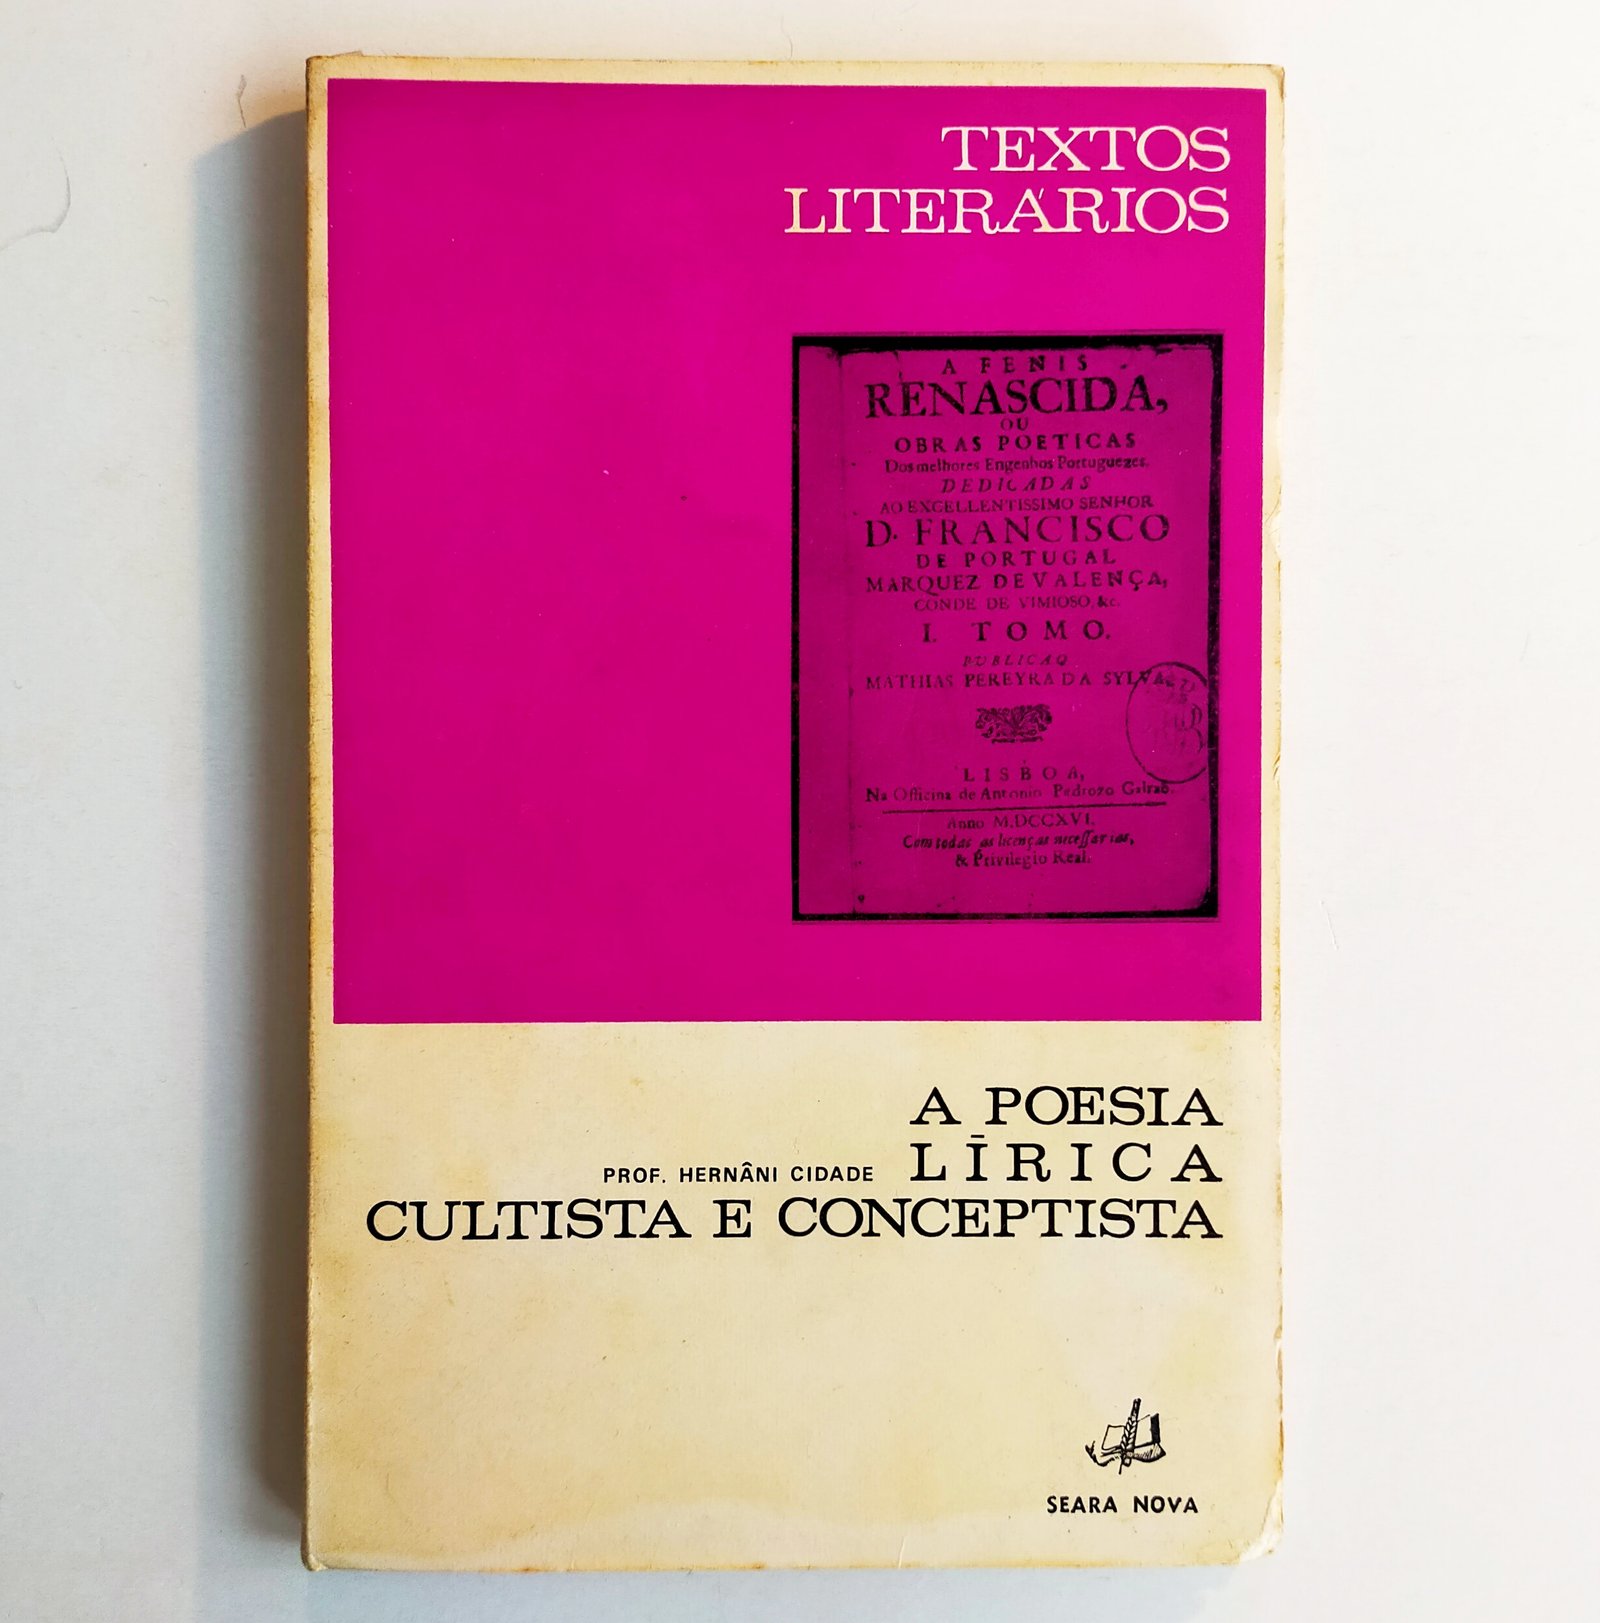 TEXTOS
LITERÁRIOS
A FENIS
RENASCIDA,
OU
OBRAS POETICAS
Dos melhores Engenhos Portuguezes.
DEDICADAS
AO EXCELLENTISSIMO SENHOR
D. FRANCISCO
DE PORTUGAL
MARQUEZ DE VALENÇA,
CONDE DE VIMIOSO &c.
I. TOMO.
PUBLICAO
MATHIAS PEREYRA DA SYLVA
LISBOA,
Na Officina de Antonio Pedrozo Galrao.
Anno M.DCCXVI.
Com todas as licenças necessarias,
& Privilegio Real.
A POESIA
PROF. HERNÂNI CIDADE LÍRICA
CULTISTA E CONCEPTISTA
SEARA NOVA